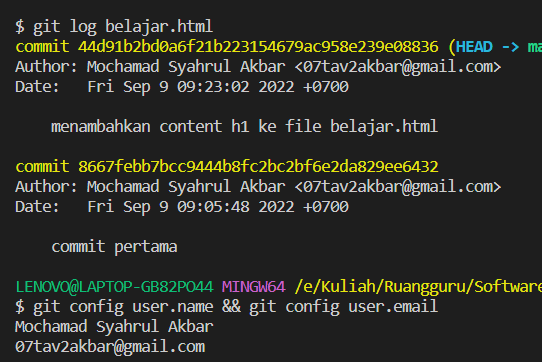 $ git log belajar.html
commit 44d91b2bd0a6f21b223154679ac958e239e08836 (HEAD -> ma
Author: Mochamad Syahrul Akbar <07tav2akbar@gmail.com>
Date:   Fri Sep 9 09:23:02 2022 +0700
menambahkan content h1 ke file belajar.html
commit 8667febb7bcc9444b8fc2bc2bf6e2da829ee6432
Author: Mochamad Syahrul Akbar <07tav2akbar@gmail.com>
Date:   Fri Sep 9 09:05:48 2022 +0700
commit pertama
LENOVO@LAPTOP-GB82PO44 MINGW64 /e/Kuliah/Ruangguru/Software
$ git config user.name && git config user.email
Mochamad Syahrul Akbar
07tav2akbar@gmail.com